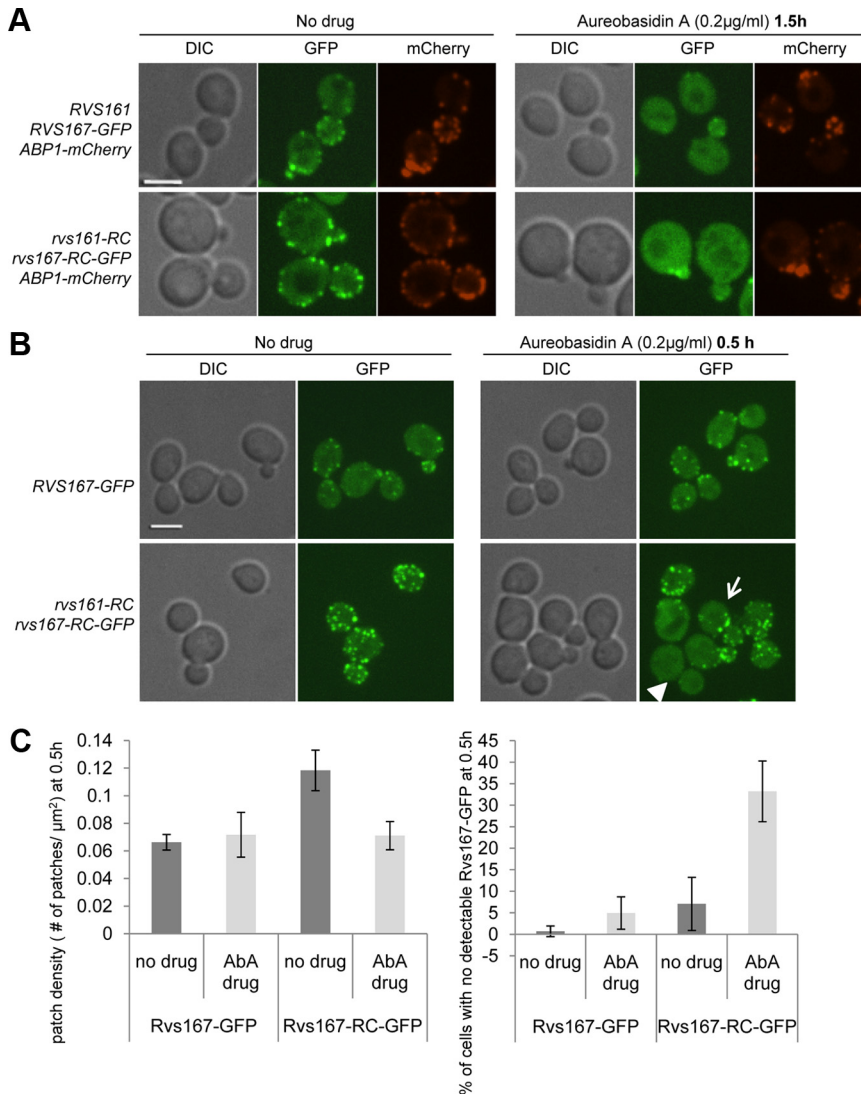 A
No drug
Aureobasidin A (0.2µg/ml) 1.5h
DIC GFP mCherry DIC GFP mCherry
RVS161
RVS167-GFP
ABP1-mCherry
rvs161-RC
rvs167-RC-GFP
ABP1-mCherry
B
No drug
Aureobasidin A (0.2µg/ml) 0.5 h
DIC GFP DIC GFP
RVS167-GFP
rvs161-RC
rvs167-RC-GFP
C
patch density ( # of patches/ µm²) at 0.5h
0.14
0.12
0.1
0.08
0.06
0.04
0.02
0
no drug AbA drug no drug AbA drug
Rvs167-GFP Rvs167-RC-GFP
% of cells with no detectable Rvs167-GFP at 0.5h
45
40
35
30
25
20
15
10
5
0
-5
no drug AbA drug no drug AbA drug
Rvs167-GFP Rvs167-RC-GFP